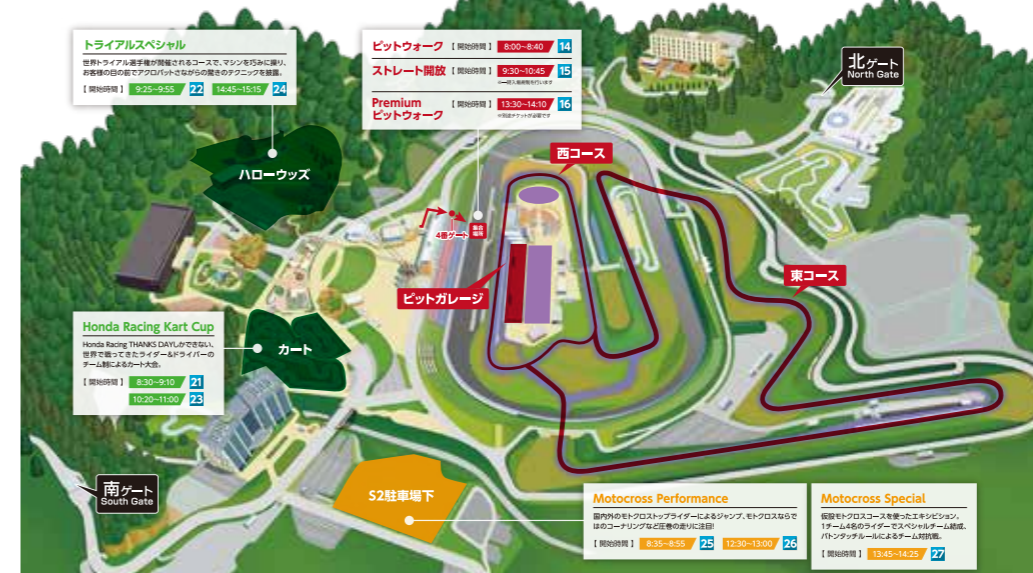 トライアルスペシャル
世界トライアル選手権が開催されるコースで、マシンを巧みに操り、
お客様の目の前でアクロバットさながらの驚きのテクニックを披露。
【開始時間】 9:25~9:55 22 14:45~15:15 24
ピットウォーク 【開始時間】 8:00~8:40 14
ストレート開放 【開始時間】 9:30~10:45 15
Premium
ピットウォーク
【開始時間】 13:30~14:10 16
※別途チケットが必要です
北ゲート
North Gate
ハローウッズ
西コース
4番ゲート
集合
場所
東コース
ピットガレージ
Honda Racing Kart Cup
Honda Racing THANKS DAYしかできない、
世界で戦ってきたライダー&ドライバーの
チーム制によるカート大会。
【開始時間】 8:30~9:10 21
10:20~11:00 23
カート
南ゲート
South Gate
S2駐車場下
Motocross Performance
国内外のモトクロストップライダーによるジャンプ、モトクロスならで
はのコーナリングなど圧巻の走りに注目!
【開始時間】 8:35~8:55 25 12:30~13:00 26
Motocross Special
仮設モトクロスコースを使ったエキシビション。
1チーム4名のライダーでスペシャルチーム結成、
バトンタッチルールによるチーム対抗戦。
【開始時間】 13:45~14:25 27